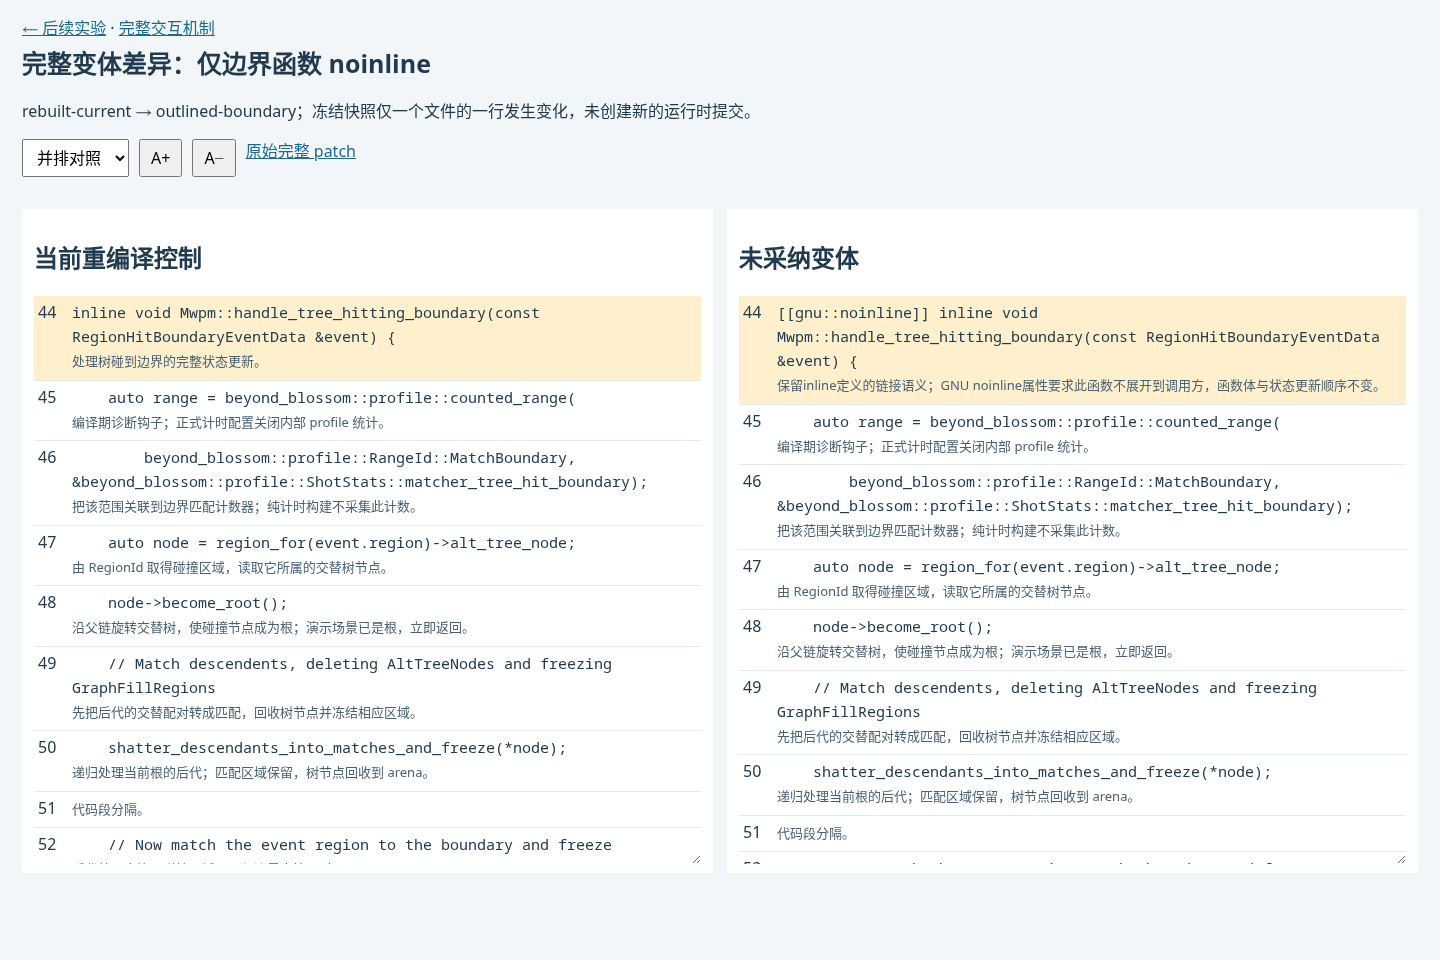 ← 后续实验 · 完整交互机制
完整变体差异：仅边界函数 noinline
rebuilt-current → outlined-boundary；冻结快照仅一个文件的一行发生变化，未创建新的运行时提交。
并排对照 A+ A− 原始完整 patch
当前重编译控制
44 inline void Mwpm::handle_tree_hitting_boundary(const
RegionHitBoundaryEventData &event) {
处理树碰到边界的完整状态更新。
45 auto range = beyond_blossom::profile::counted_range(
编译期诊断钩子；正式计时配置关闭内部 profile 统计。
46 beyond_blossom::profile::RangeId::MatchBoundary,
&beyond_blossom::profile::ShotStats::matcher_tree_hit_boundary);
把该范围关联到边界匹配计数器；纯计时构建不采集此计数。
47 auto node = region_for(event.region)->alt_tree_node;
由 RegionId 取得碰撞区域，读取它所属的交替树节点。
48 node->become_root();
沿父链旋转交替树，使碰撞节点成为根；演示场景已是根，立即返回。
49 // Match descendents, deleting AltTreeNodes and freezing
GraphFillRegions
先把后代的交替配对转成匹配，回收树节点并冻结相应区域。
50 shatter_descendants_into_matches_and_freeze(*node);
递归处理当前根的后代；匹配区域保留，树节点回收到 arena。
51 代码段分隔。
52 // Now match the event region to the boundary and freeze
未采纳变体
44 [[gnu::noinline]] inline void
Mwpm::handle_tree_hitting_boundary(const RegionHitBoundaryEventData
&event) {
保留inline定义的链接语义；GNU noinline属性要求此函数不展开到调用方，函数体与状态更新顺序不变。
45 auto range = beyond_blossom::profile::counted_range(
编译期诊断钩子；正式计时配置关闭内部 profile 统计。
46 beyond_blossom::profile::RangeId::MatchBoundary,
&beyond_blossom::profile::ShotStats::matcher_tree_hit_boundary);
把该范围关联到边界匹配计数器；纯计时构建不采集此计数。
47 auto node = region_for(event.region)->alt_tree_node;
由 RegionId 取得碰撞区域，读取它所属的交替树节点。
48 node->become_root();
沿父链旋转交替树，使碰撞节点成为根；演示场景已是根，立即返回。
49 // Match descendents, deleting AltTreeNodes and freezing
GraphFillRegions
先把后代的交替配对转成匹配，回收树节点并冻结相应区域。
50 shatter_descendants_into_matches_and_freeze(*node);
递归处理当前根的后代；匹配区域保留，树节点回收到 arena。
51 代码段分隔。